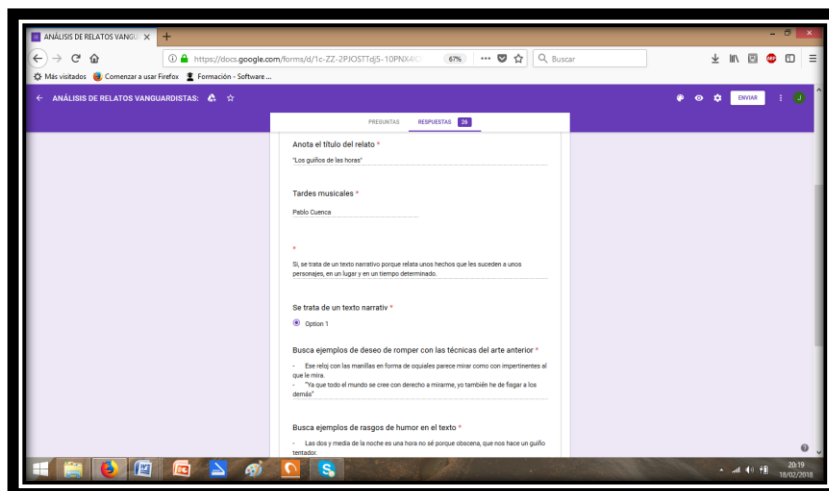 ANÁLISIS DE RELATOS VANGU
https://docs.google.com/forms/d/1c-ZZ-2PJOSTTdj5-10PNX4lC
67%
Buscar
Más visitados
Comenzar a usar Firefox
Formación - Software ...
ANÁLISIS DE RELATOS VANGUARDISTAS:
ENVIAR
J
PREGUNTAS RESPUESTAS 26
Anota el título del relato *
"Los guiños de las horas"
Tardes musicales *
Pablo Cuenca
*
Si, se trata de un texto narrativo porque relata unos hechos que les suceden a unos
personajes, en un lugar y en un tiempo determinado.
Se trata de un texto narrativ *
Option 1
Busca ejemplos de deseo de romper con las técnicas del arte anterior *
- Ese reloj con las manillas en forma de oquiales parece mirar como con impertinentes al
que le mira.
- "Ya que todo el mundo se cree con derecho a mirarme, yo también he de fisgar a los
demás"
Busca ejemplos de rasgos de humor en el texto *
- Las dos y media de la noche es una hora no sé porque obscena, que nos hace un guiño
tentador.
20:19
18/02/2018